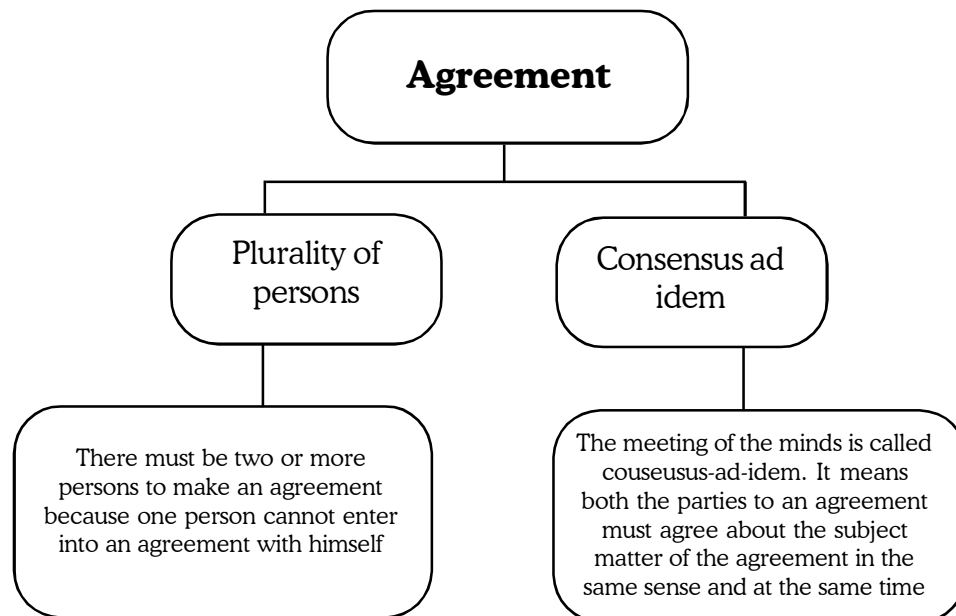 Agreement
Plurality of
persons
Consensus ad
idem
There must be two or more
persons to make an agreement
because one person cannot enter
into an agreement with himself
The meeting of the minds is called
couseusus-ad-idem. It means
both the parties to an agreement
must agree about the subject
matter of the agreement in the
same sense and at the same time